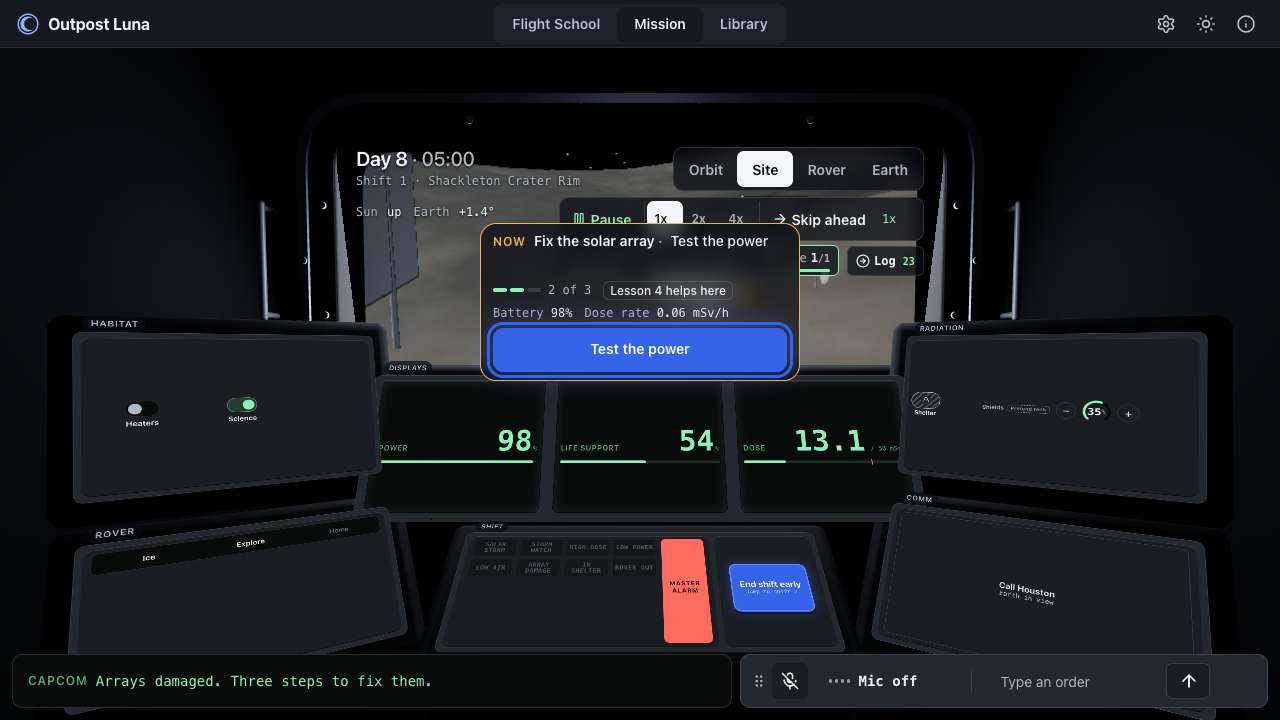 Outpost Luna
Flight School
Mission
Library
Day 8 · 05:00
Shift 1 · Shackleton Crater Rim
Sun up Earth +1.4°
Orbit
Site
Rover
Earth
Pause
1x
2x
4x
Skip ahead
1x
e 1/1
Log 23
NOW Fix the solar array · Test the power
2 of 3
Lesson 4 helps here
Battery 98% Dose rate 0.06 mSv/h
Test the power
HABITAT
Heaters
Science
DISPLAYS
POWER 98%
LIFE SUPPORT 54%
DOSE 13.1 / 50 mSv
RADIATION
Shelter
Shields
− 35% +
ROVER
Ice
Explore
Home
SHIFT
SOLAR STORM
STORM WATCH
HIGH DOSE
LOW POWER
LOW AIR
ARRAY DAMAGE
IN SHELTER
ROVER OUT
MASTER ALARM
End shift early
COMM
Call Houston
Earth in view
CAPCOM Arrays damaged. Three steps to fix them.
Mic off
Type an order